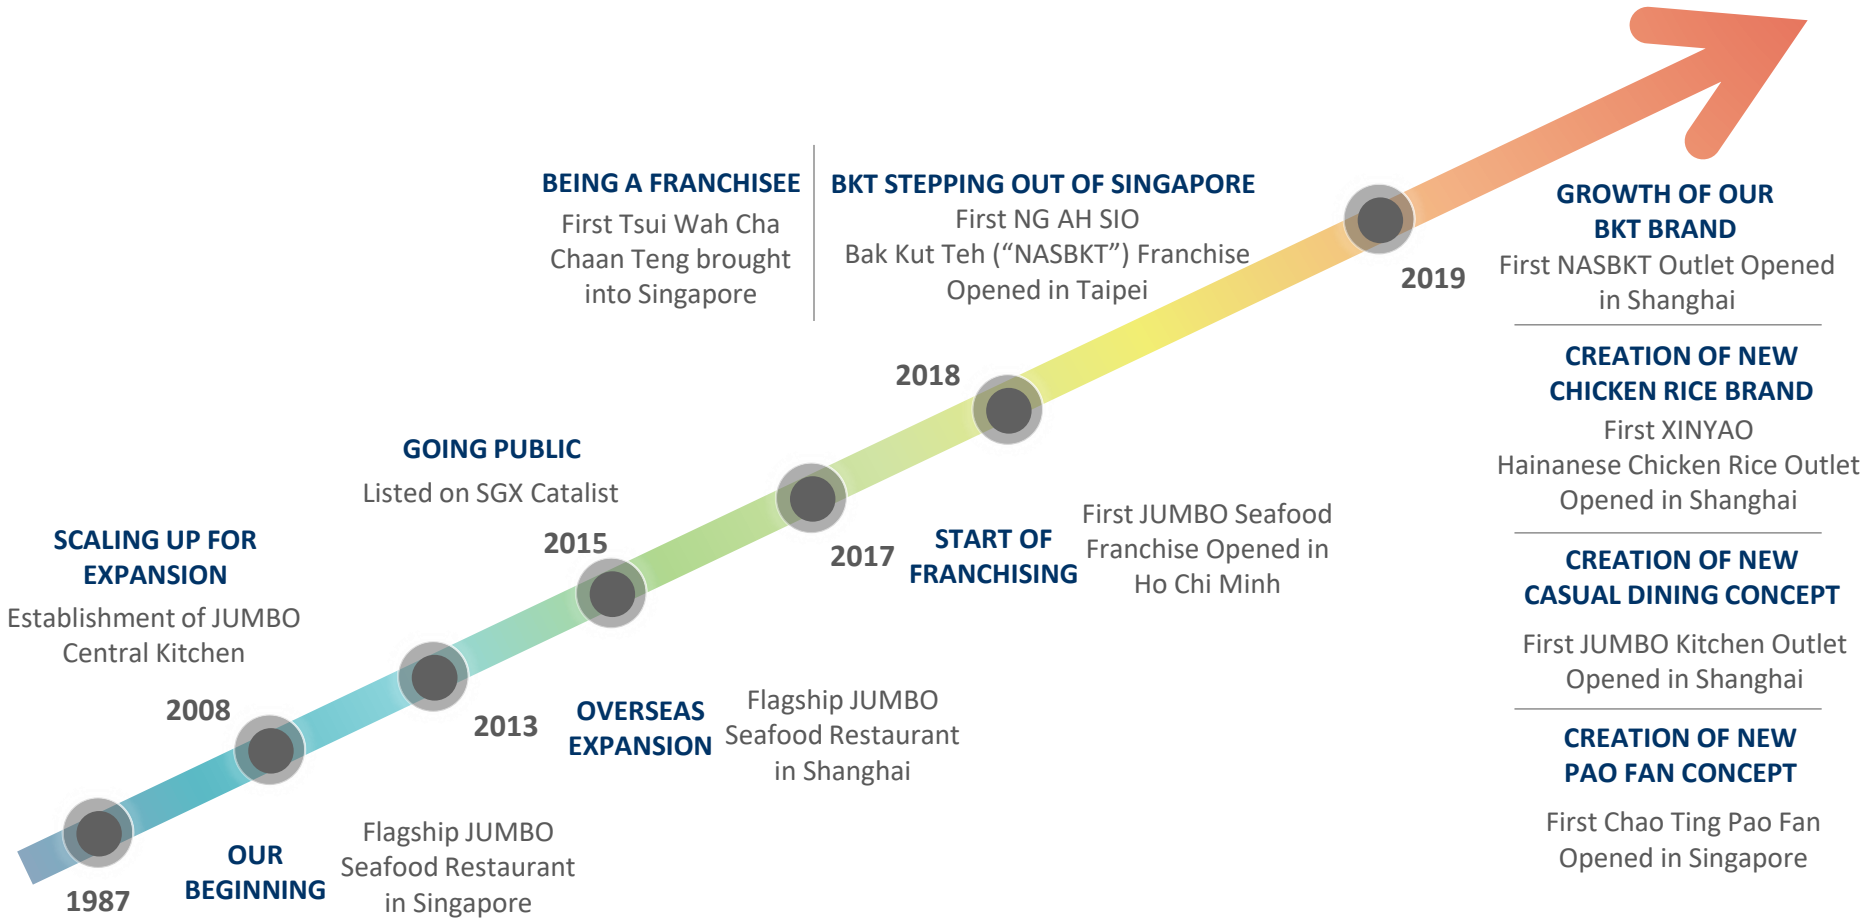 1987
OUR
BEGINNING
Flagship JUMBO
Seafood Restaurant
in Singapore
SCALING UP FOR
EXPANSION
Establishment of JUMBO
Central Kitchen
2008
2013
OVERSEAS
EXPANSION
Flagship JUMBO
Seafood Restaurant
in Shanghai
GOING PUBLIC
Listed on SGX Catalist
2015
2017
START OF
FRANCHISING
First JUMBO Seafood
Franchise Opened in
Ho Chi Minh
BEING A FRANCHISEE
First Tsui Wah Cha
Chaan Teng brought
into Singapore
BKT STEPPING OUT OF SINGAPORE
First NG AH SIO
Bak Kut Teh (“NASBKT”) Franchise
Opened in Taipei
2018
2019
GROWTH OF OUR
BKT BRAND
First NASBKT Outlet Opened
in Shanghai
CREATION OF NEW
CHICKEN RICE BRAND
First XINYAO
Hainanese Chicken Rice Outlet
Opened in Shanghai
CREATION OF NEW
CASUAL DINING CONCEPT
First JUMBO Kitchen Outlet
Opened in Shanghai
CREATION OF NEW
PAO FAN CONCEPT
First Chao Ting Pao Fan
Opened in Singapore